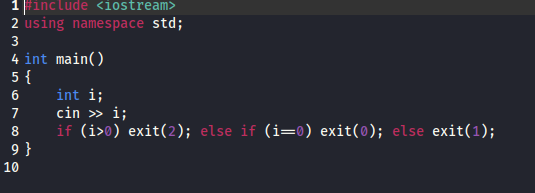 1 #include <iostream>
2 using namespace std;
3
4 int main()
5 {
6     int i;
7     cin >> i;
8     if (i>0) exit(2); else if (i==0) exit(0); else exit(1);
9 }
10